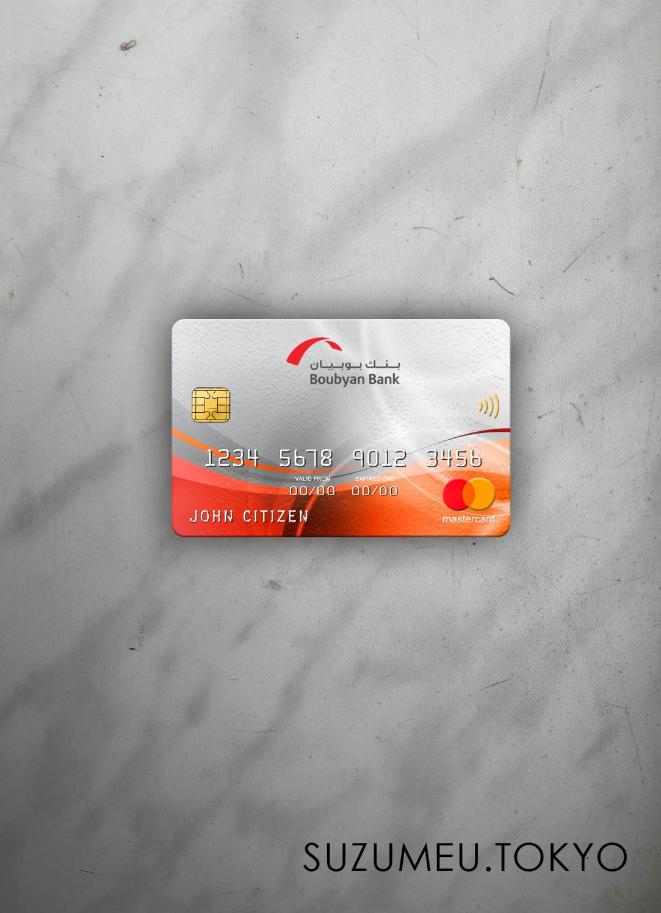 بنك بوبيان
Boubyan Bank
1234 5678 9012 3456
VALID FROM EXPIRED END
00/00 00/00
JOHN CITIZEN
mastercard.
SUZUMEU.TOKYO